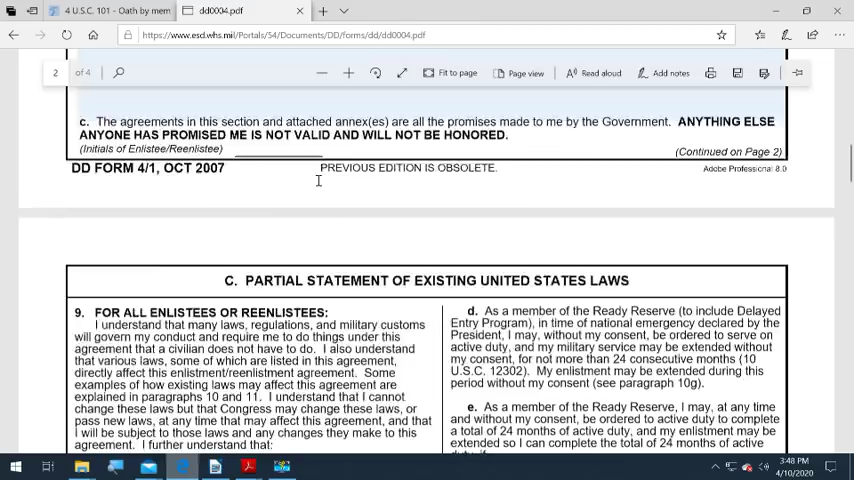 4 U.S.C. 101 - Oath by mem
dd0004.pdf
https://www.esd.whs.mil/Portals/54/Documents/DD/forms/dd/dd0004.pdf
2 of 4
Fit to page
Page view
Read aloud
Add notes
c. The agreements in this section and attached annex(es) are all the promises made to me by the Government. ANYTHING ELSE
ANYONE HAS PROMISED ME IS NOT VALID AND WILL NOT BE HONORED.
(Initials of Enlistee/Reenlistee)
(Continued on Page 2)
DD FORM 4/1, OCT 2007
PREVIOUS EDITION IS OBSOLETE.
Adobe Professional 8.0
C. PARTIAL STATEMENT OF EXISTING UNITED STATES LAWS
9. FOR ALL ENLISTEES OR REENLISTEES:
I understand that many laws, regulations, and military customs
will govern my conduct and require me to do things under this
agreement that a civilian does not have to do. I also understand
that various laws, some of which are listed in this agreement,
directly affect this enlistment/reenlistment agreement. Some
examples of how existing laws may affect this agreement are
explained in paragraphs 10 and 11. I understand that I cannot
change these laws but that Congress may change these laws, or
pass new laws, at any time that may affect this agreement, and that
I will be subject to those laws and any changes they make to this
agreement. I further understand that:
d. As a member of the Ready Reserve (to include Delayed
Entry Program), in time of national emergency declared by the
President, I may, without my consent, be ordered to serve on
active duty, and my military service may be extended without
my consent, for not more than 24 consecutive months (10
U.S.C. 12302). My enlistment may be extended during this
period without my consent (see paragraph 10g).
e. As a member of the Ready Reserve, I may, at any time
and without my consent, be ordered to active duty to complete
a total of 24 months of active duty, and my enlistment may be
extended so I can complete the total of 24 months of active
duty, if
3:48 PM
4/10/2020